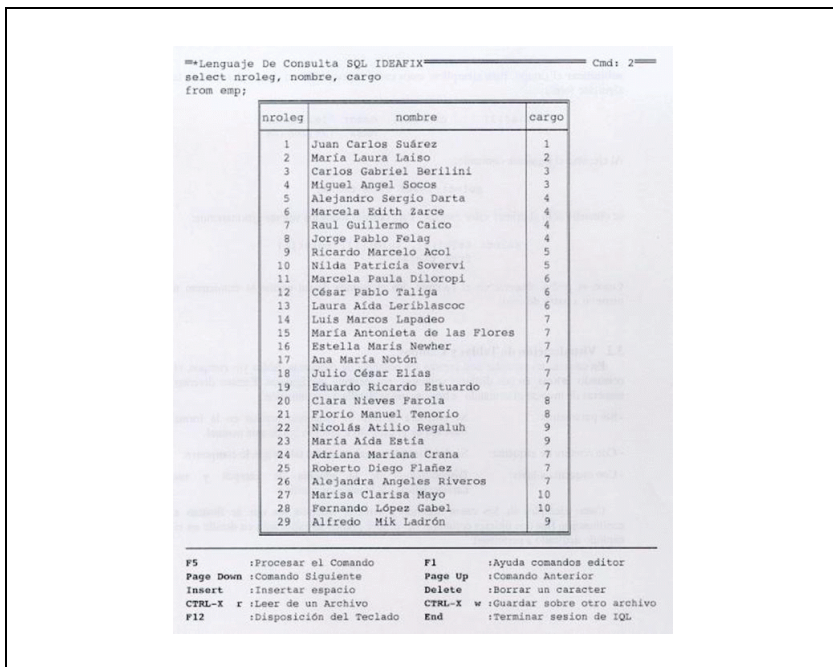 *Lenguaje De Consulta SQL IDEAFIX Cmd: 2
select nroleg, nombre, cargo
from emp;
nroleg nombre cargo
1 Juan Carlos Suárez 1
2 María Laura Laiso 2
3 Carlos Gabriel Berilini 3
4 Miguel Angel Socos 3
5 Alejandro Sergio Darta 4
6 Marcela Edith Zarce 4
7 Raul Guillermo Caico 4
8 Jorge Pablo Felag 4
9 Ricardo Marcelo Acol 5
10 Nilda Patricia Soverví 5
11 Marcela Paula Diloropi 6
12 César Pablo Taliga 6
13 Laura Aída Leriblascoc 6
14 Luis Marcos Lapadeo 7
15 María Antonieta de las Flores 7
16 Estella Maris Newher 7
17 Ana María Notón 7
18 Julio César Elías 7
19 Eduardo Ricardo Estuardo 7
20 Clara Nieves Farola 8
21 Florio Manuel Tenorio 8
22 Nicolás Atilio Regaluh 9
23 María Aída Estía 9
24 Adriana Mariana Crana 7
25 Roberto Diego Flañez 7
26 Alejandra Angeles Riveros 7
27 Marisa Clarisa Mayo 10
28 Fernando López Gabel 10
29 Alfredo Mik Ladrón 9
F5 :Procesar el Comando F1 :Ayuda comandos editor
Page Down :Comando Siguiente Page Up :Comando Anterior
Insert :Insertar espacio Delete :Borrar un caracter
CTRL-X r :Leer de un Archivo CTRL-X w :Guardar sobre otro archivo
F12 :Disposición del Teclado End :Terminar sesion de IQL